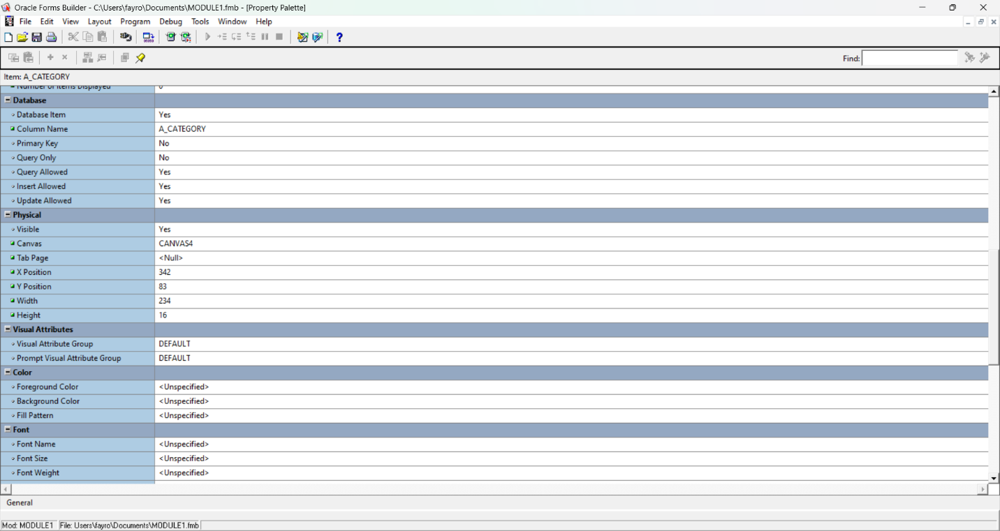 Oracle Forms Builder - C:\Users\fayro\Documents\MODULE1.fmb - [Property Palette]
File Edit View Layout Program Debug Tools Window Help
Find:
Item: A_CATEGORY
Number of Items Displayed 0
Database
Database Item Yes
Column Name A_CATEGORY
Primary Key No
Query Only No
Query Allowed Yes
Insert Allowed Yes
Update Allowed Yes
Physical
Visible Yes
Canvas CANVAS4
Tab Page <Null>
X Position 342
Y Position 83
Width 234
Height 16
Visual Attributes
Visual Attribute Group DEFAULT
Prompt Visual Attribute Group DEFAULT
Color
Foreground Color <Unspecified>
Background Color <Unspecified>
Fill Pattern <Unspecified>
Font
Font Name <Unspecified>
Font Size <Unspecified>
Font Weight <Unspecified>
General
Mod: MODULE1 File: Users\fayro\Documents\MODULE1.fmb